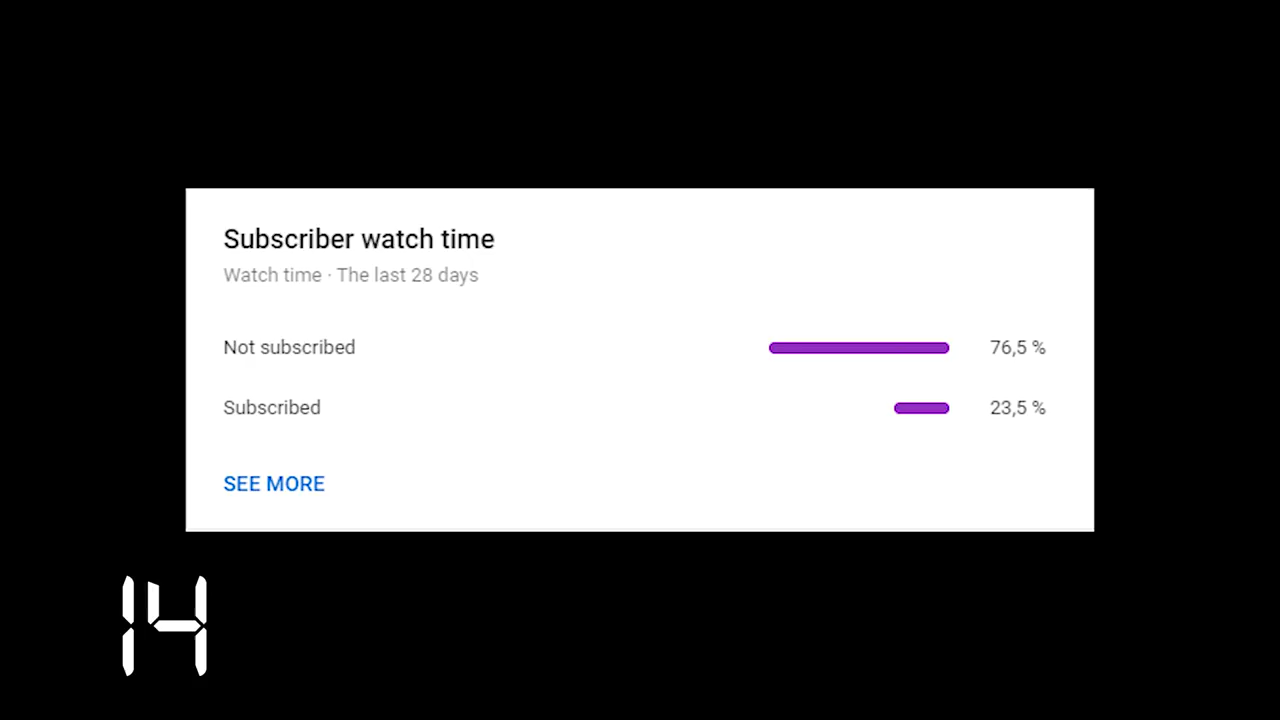 Subscriber watch time
Watch time · The last 28 days
Not subscribed 76,5 %
Subscribed 23,5 %
SEE MORE
14